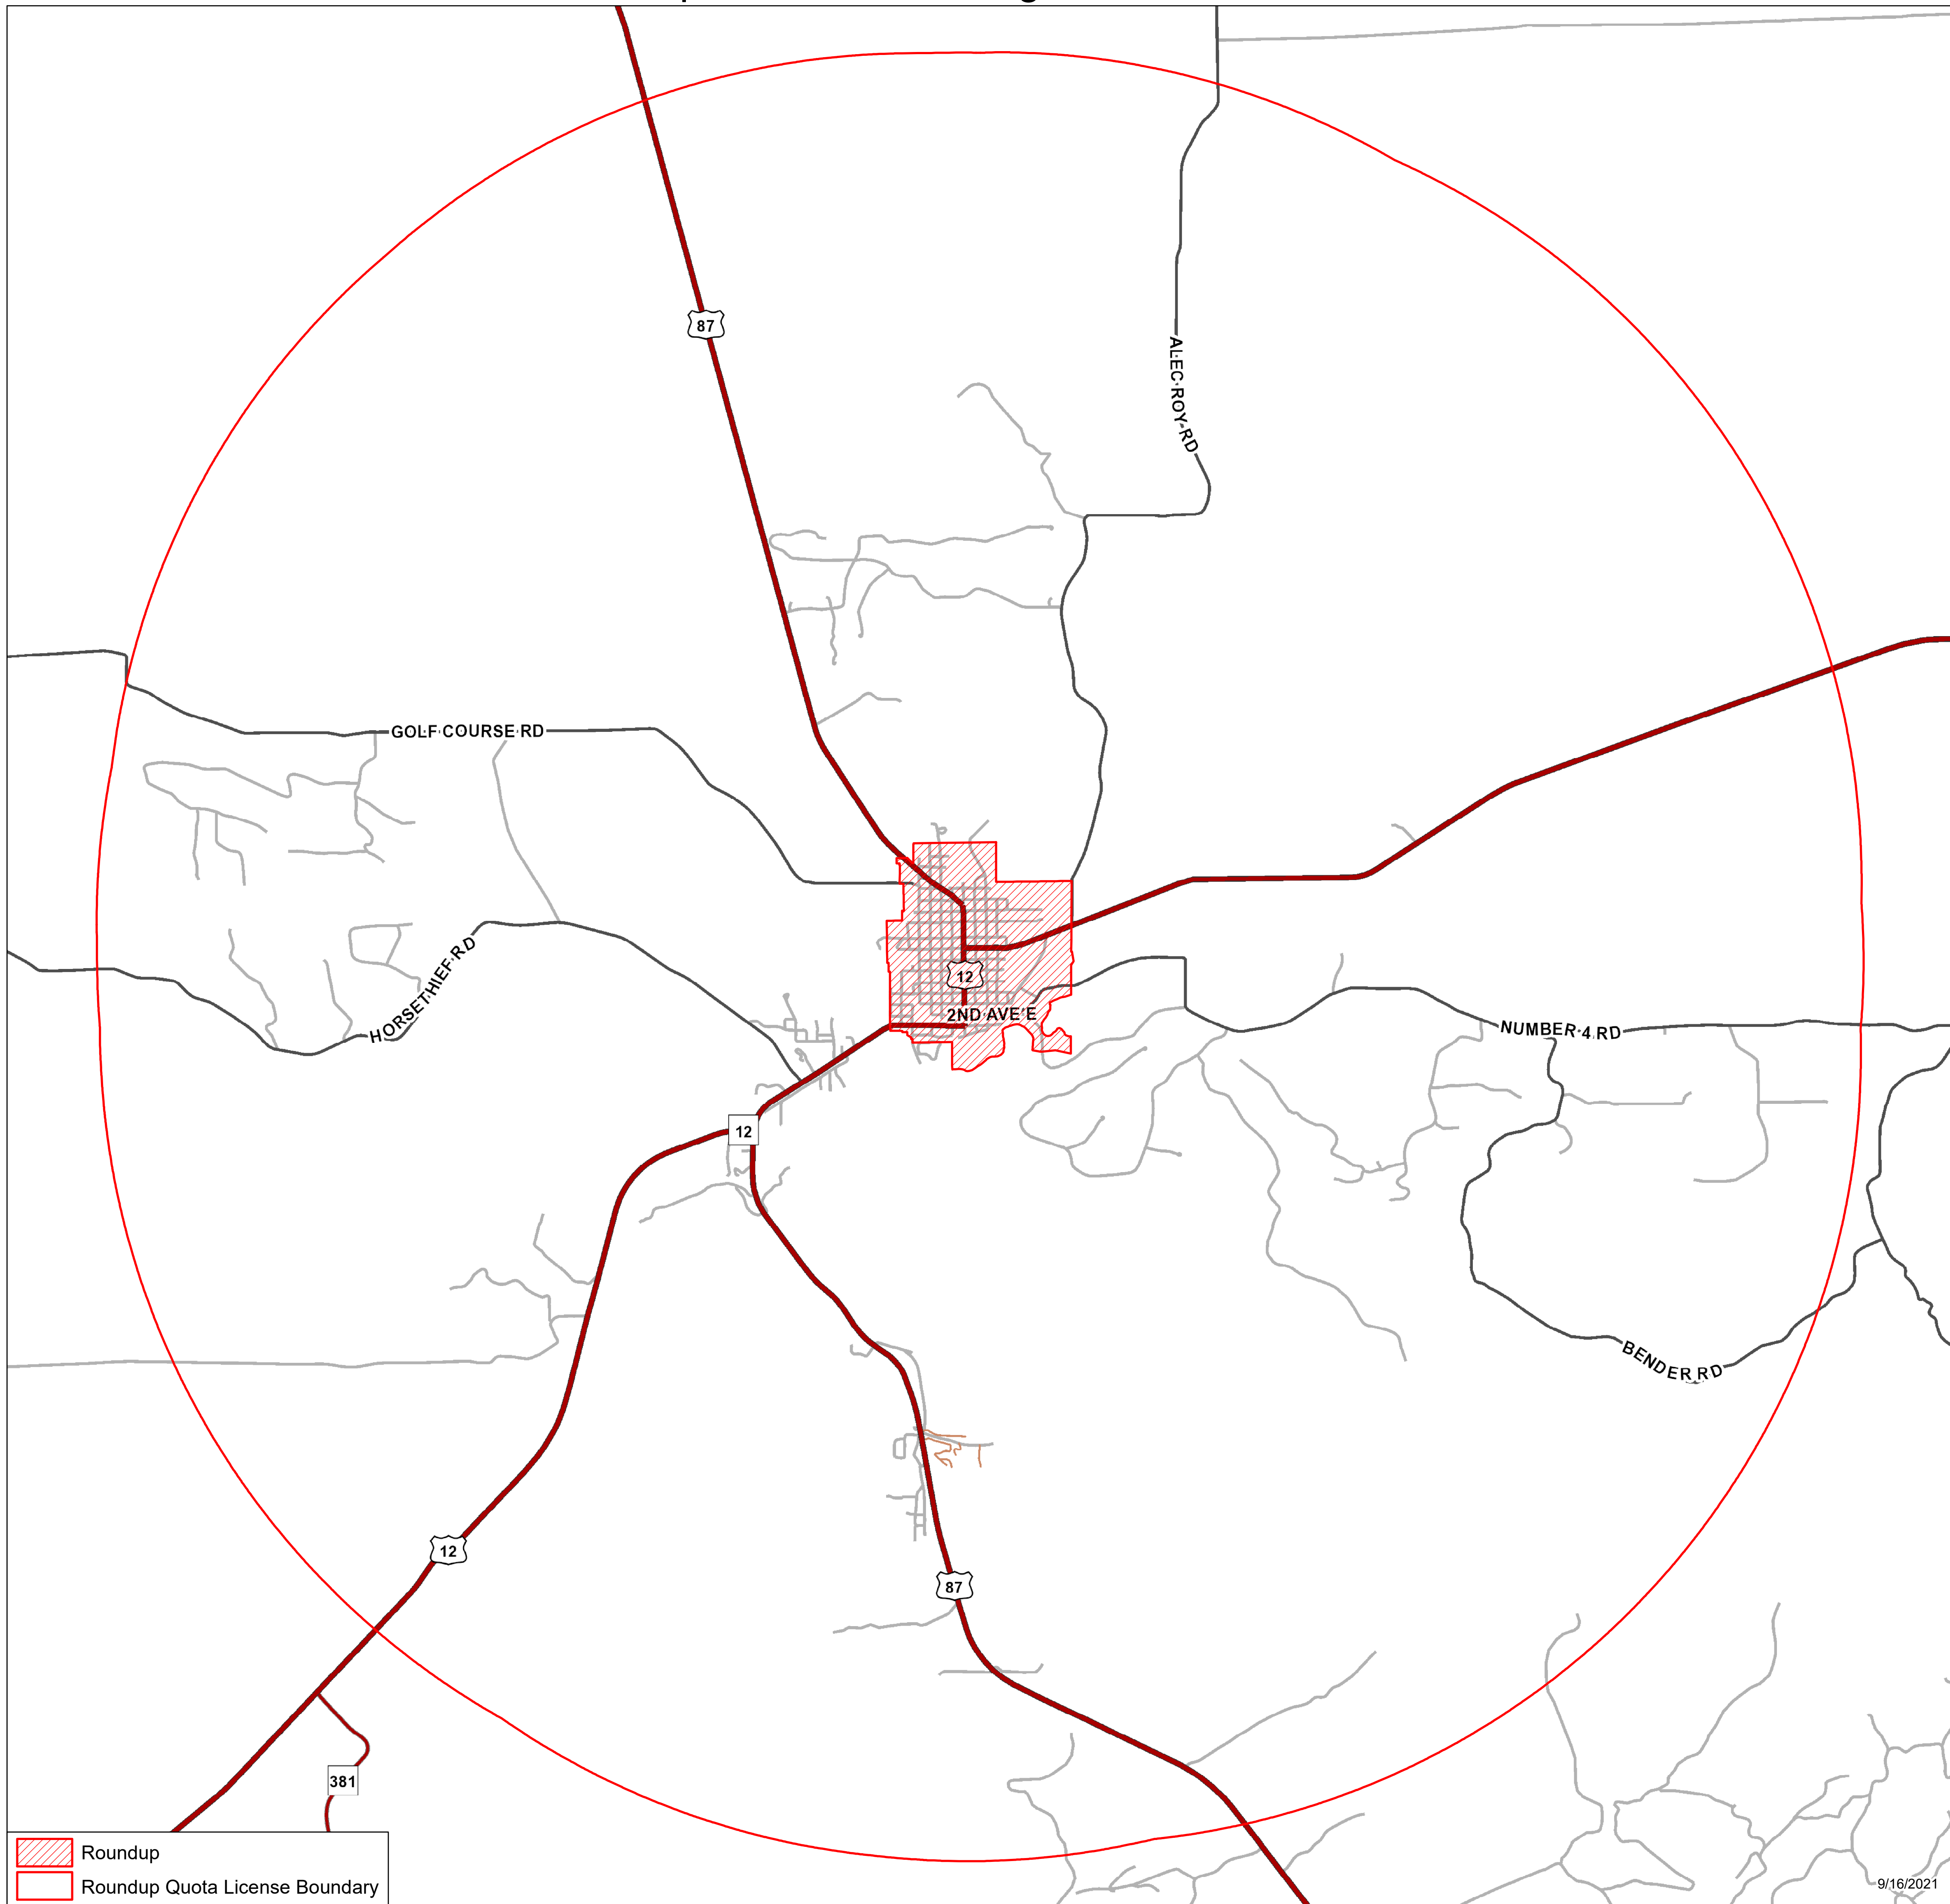 87
ALEC ROY RD
GOLF COURSE RD
HORSETHIEF RD
12
2ND AVE E
NUMBER 4 RD
12
BENDER RD
12
87
381
Roundup
Roundup Quota License Boundary
9/16/2021